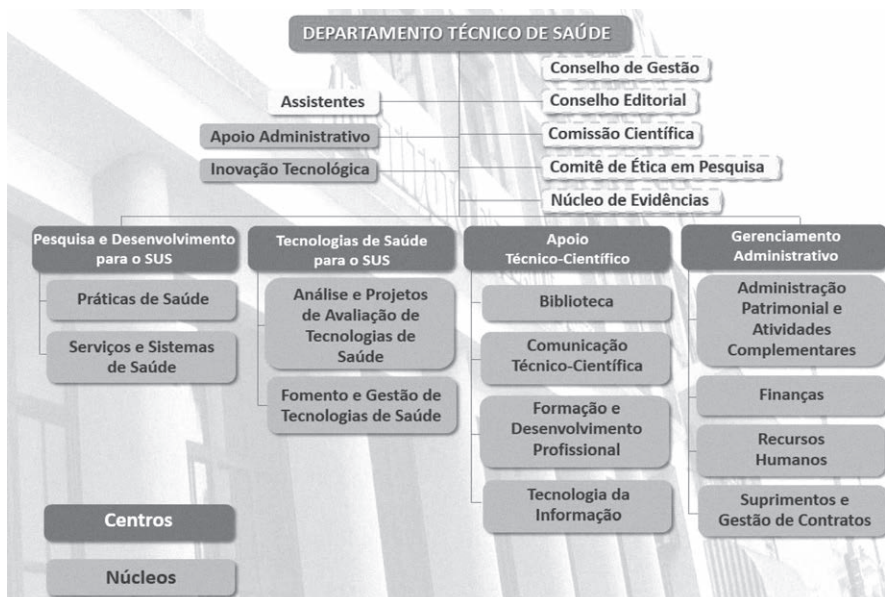 DEPARTAMENTO TÉCNICO DE SAÚDE
Conselho de Gestão
Assistentes
Conselho Editorial
Apoio Administrativo
Comissão Científica
Inovação Tecnológica
Comitê de Ética em Pesquisa
Núcleo de Evidências
Pesquisa e Desenvolvimento
para o SUS
Práticas de Saúde
Serviços e Sistemas
de Saúde
Tecnologias de Saúde
para o SUS
Análise e Projetos
de Avaliação de
Tecnologias de
Saúde
Fomento e Gestão de
Tecnologias de Saúde
Apoio
Técnico-Científico
Biblioteca
Comunicação
Técnico-Científica
Formação e
Desenvolvimento
Profissional
Tecnologia da
Informação
Gerenciamento
Administrativo
Administração
Patrimonial e
Atividades
Complementares
Finanças
Recursos
Humanos
Suprimentos e
Gestão de Contratos
Centros
Núcleos